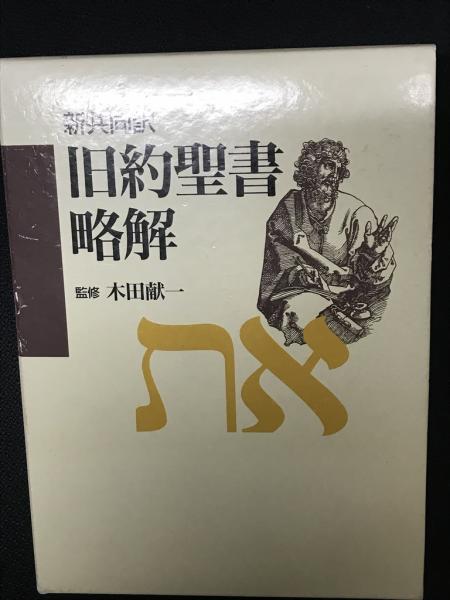 新共同訳
旧約聖書
略解
監修 木田献一
את